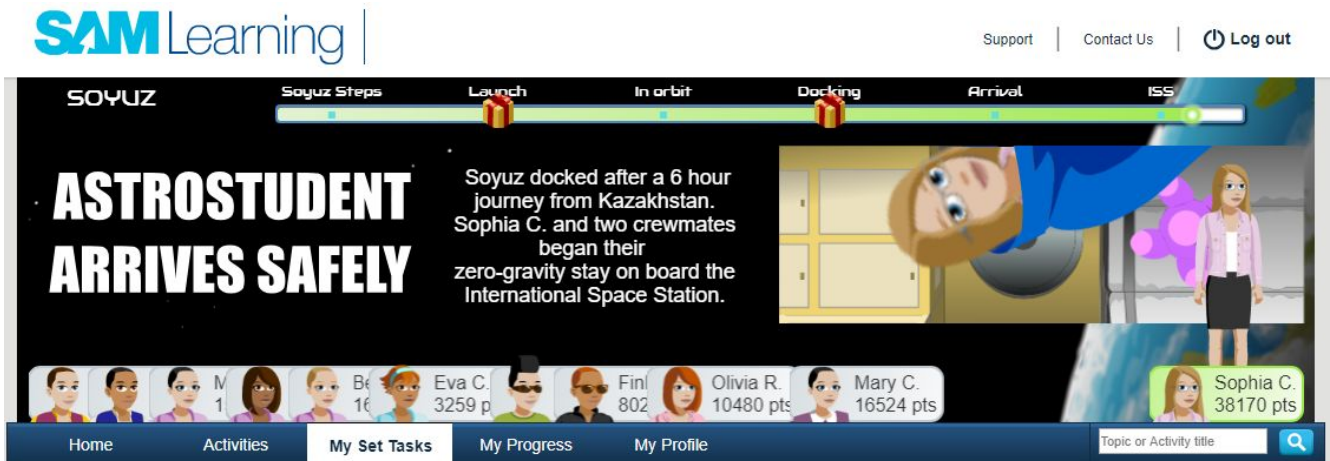 SAM Learning
Support
Contact Us
Log out
SOYUZ
Soyuz Steps
Launch
In orbit
Docking
Arrival
ISS
ASTROSTUDENT
ARRIVES SAFELY
Soyuz docked after a 6 hour
journey from Kazakhstan.
Sophia C. and two crewmates
began their
zero-gravity stay on board the
International Space Station.
Eva C.
3259 p
Olivia R.
10480 pts
Mary C.
16524 pts
Sophia C.
38170 pts
Home
Activities
My Set Tasks
My Progress
My Profile
Topic or Activity title